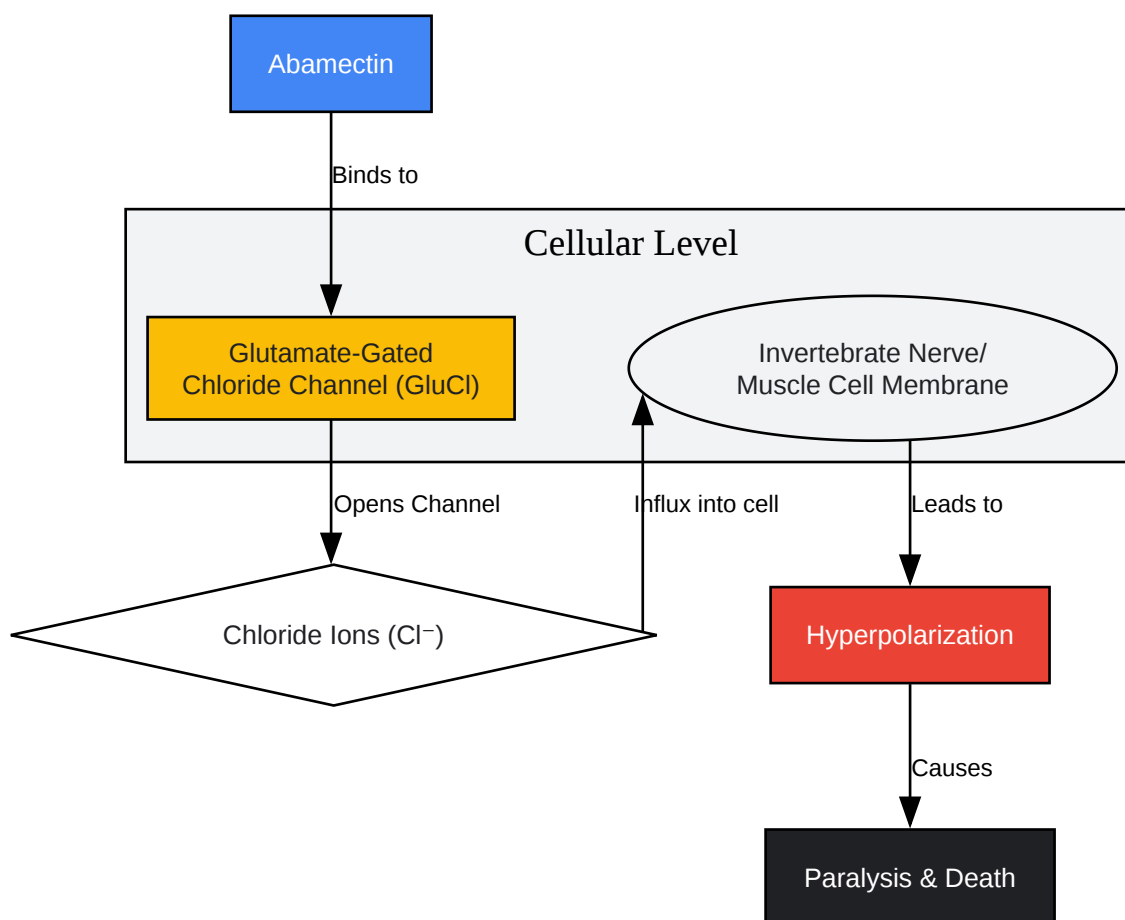 Abamectin
Binds to
Cellular Level
Glutamate-Gated
Chloride Channel (GluCl)
Invertebrate Nerve/
Muscle Cell Membrane
Opens Channel
Influx into cell
Leads to
Chloride Ions (Cl⁻)
Hyperpolarization
Causes
Paralysis & Death